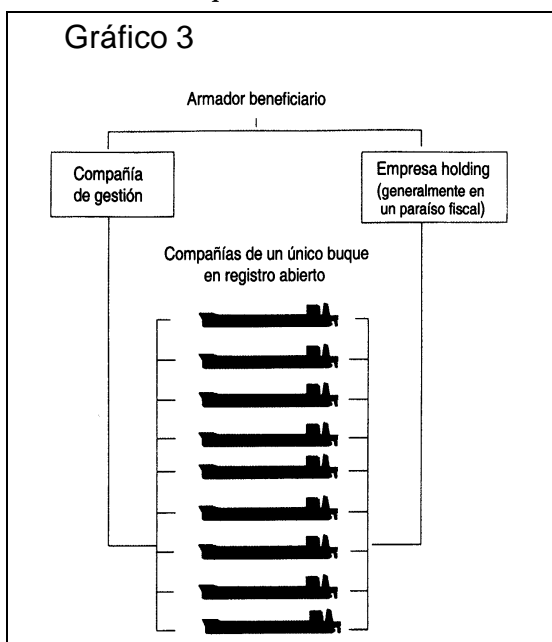 Gráfico 3
Armador beneficiario
Compañía
de gestión
Empresa holding
(generalmente en
un paraíso fiscal)
Compañías de un único buque
en registro abierto